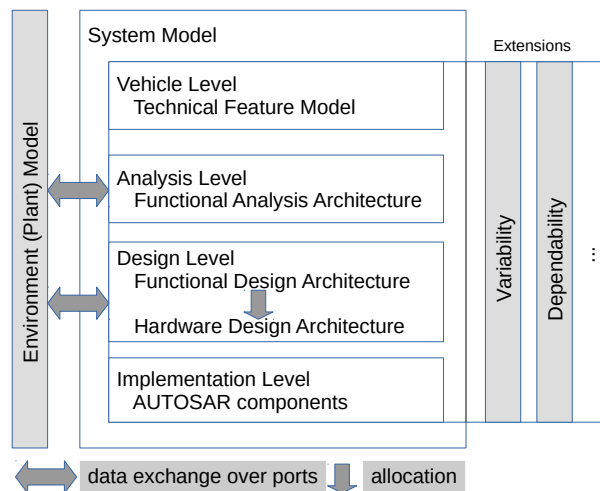 System Model
Extensions
Vehicle Level
Technical Feature Model
Analysis Level
Functional Analysis Architecture
Design Level
Functional Design Architecture
Hardware Design Architecture
Implementation Level
AUTOSAR components
Environment (Plant) Model
Variability
Dependability
...
data exchange over ports
allocation